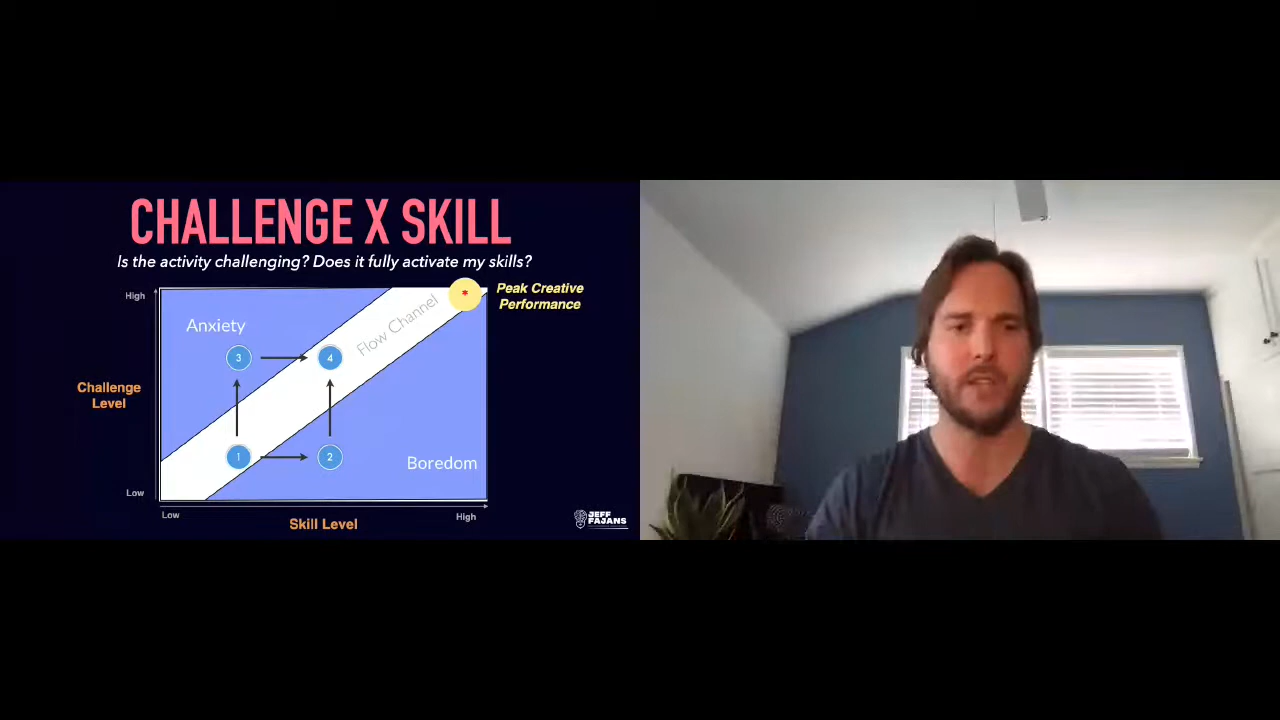 CHALLENGE X SKILL
Is the activity challenging? Does it fully activate my skills?
High
Anxiety
Flow Channel
*
Peak Creative
Performance
3
4
Challenge
Level
1
2
Boredom
Low
Low
High
Skill Level
JEFF
FAJANS